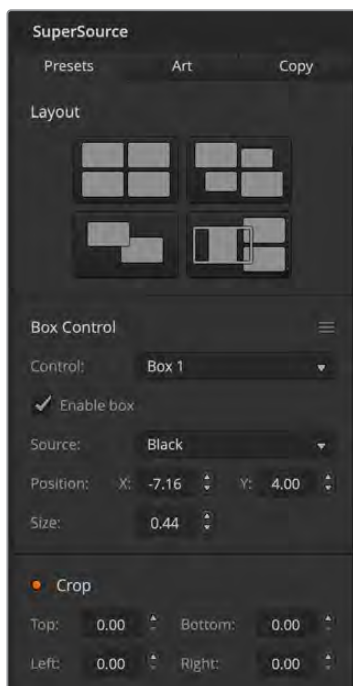 SuperSource
Presets Art Copy
Layout
Box Control
Control: Box 1
Enable box
Source: Black
Position: X: -7.16 Y: 4.00
Size: 0.44
Crop
Top: 0.00 Bottom: 0.00
Left: 0.00 Right: 0.00